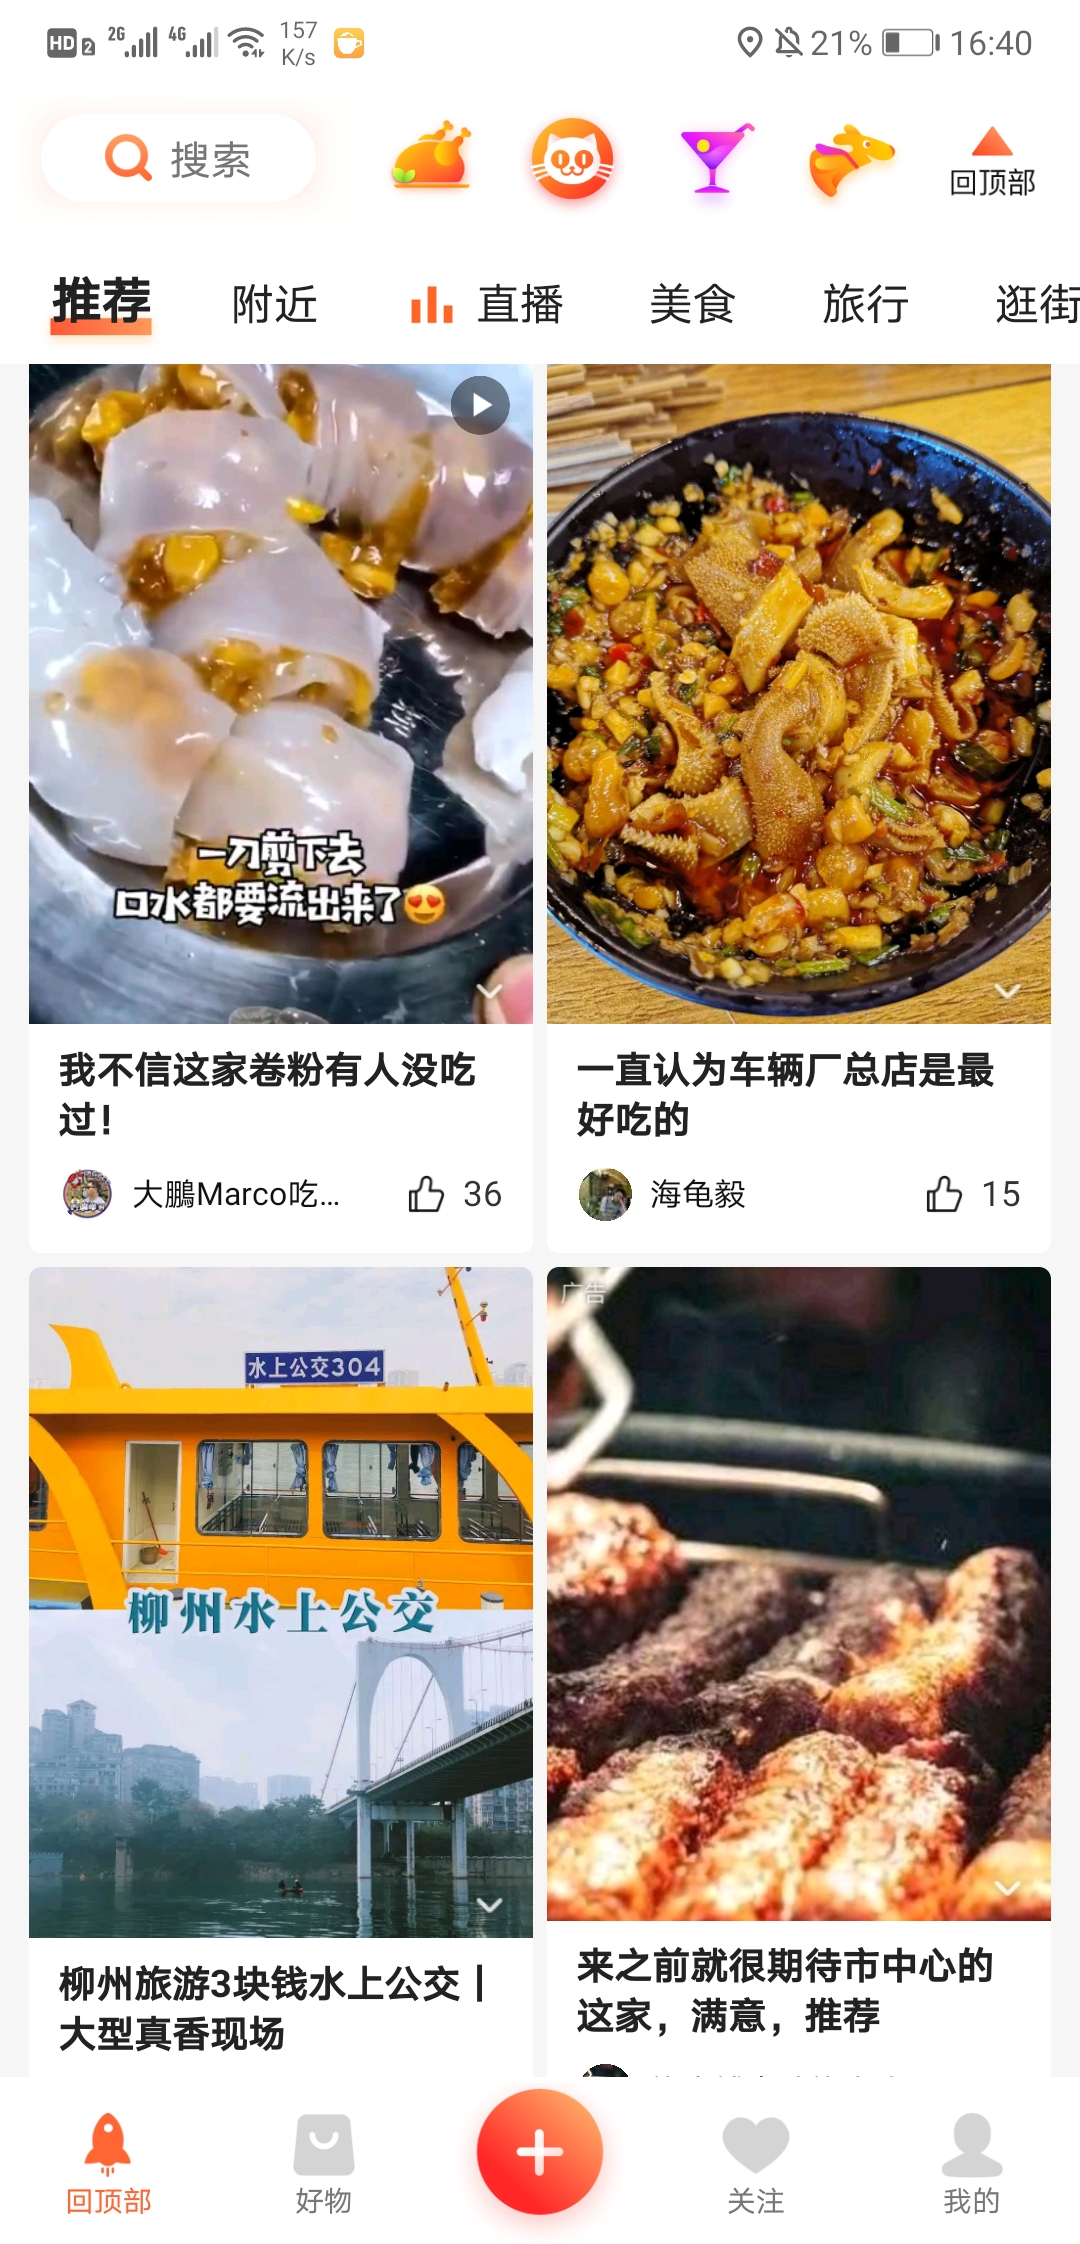 HD 2 2G 4G 157 K/s 21% 16:40
搜索
回顶部
推荐 附近 直播 美食 旅行 逛街
一刀剪下去
口水都要流出来了😍
我不信这家卷粉有人没吃
过！
大鵬Marco吃... 36
一直认为车辆厂总店是最
好吃的
海龟毅 15
水上公交304
柳州水上公交
柳州旅游3块钱水上公交 |
大型真香现场
广告
来之前就很期待市中心的
这家，满意，推荐
回顶部 好物 关注 我的